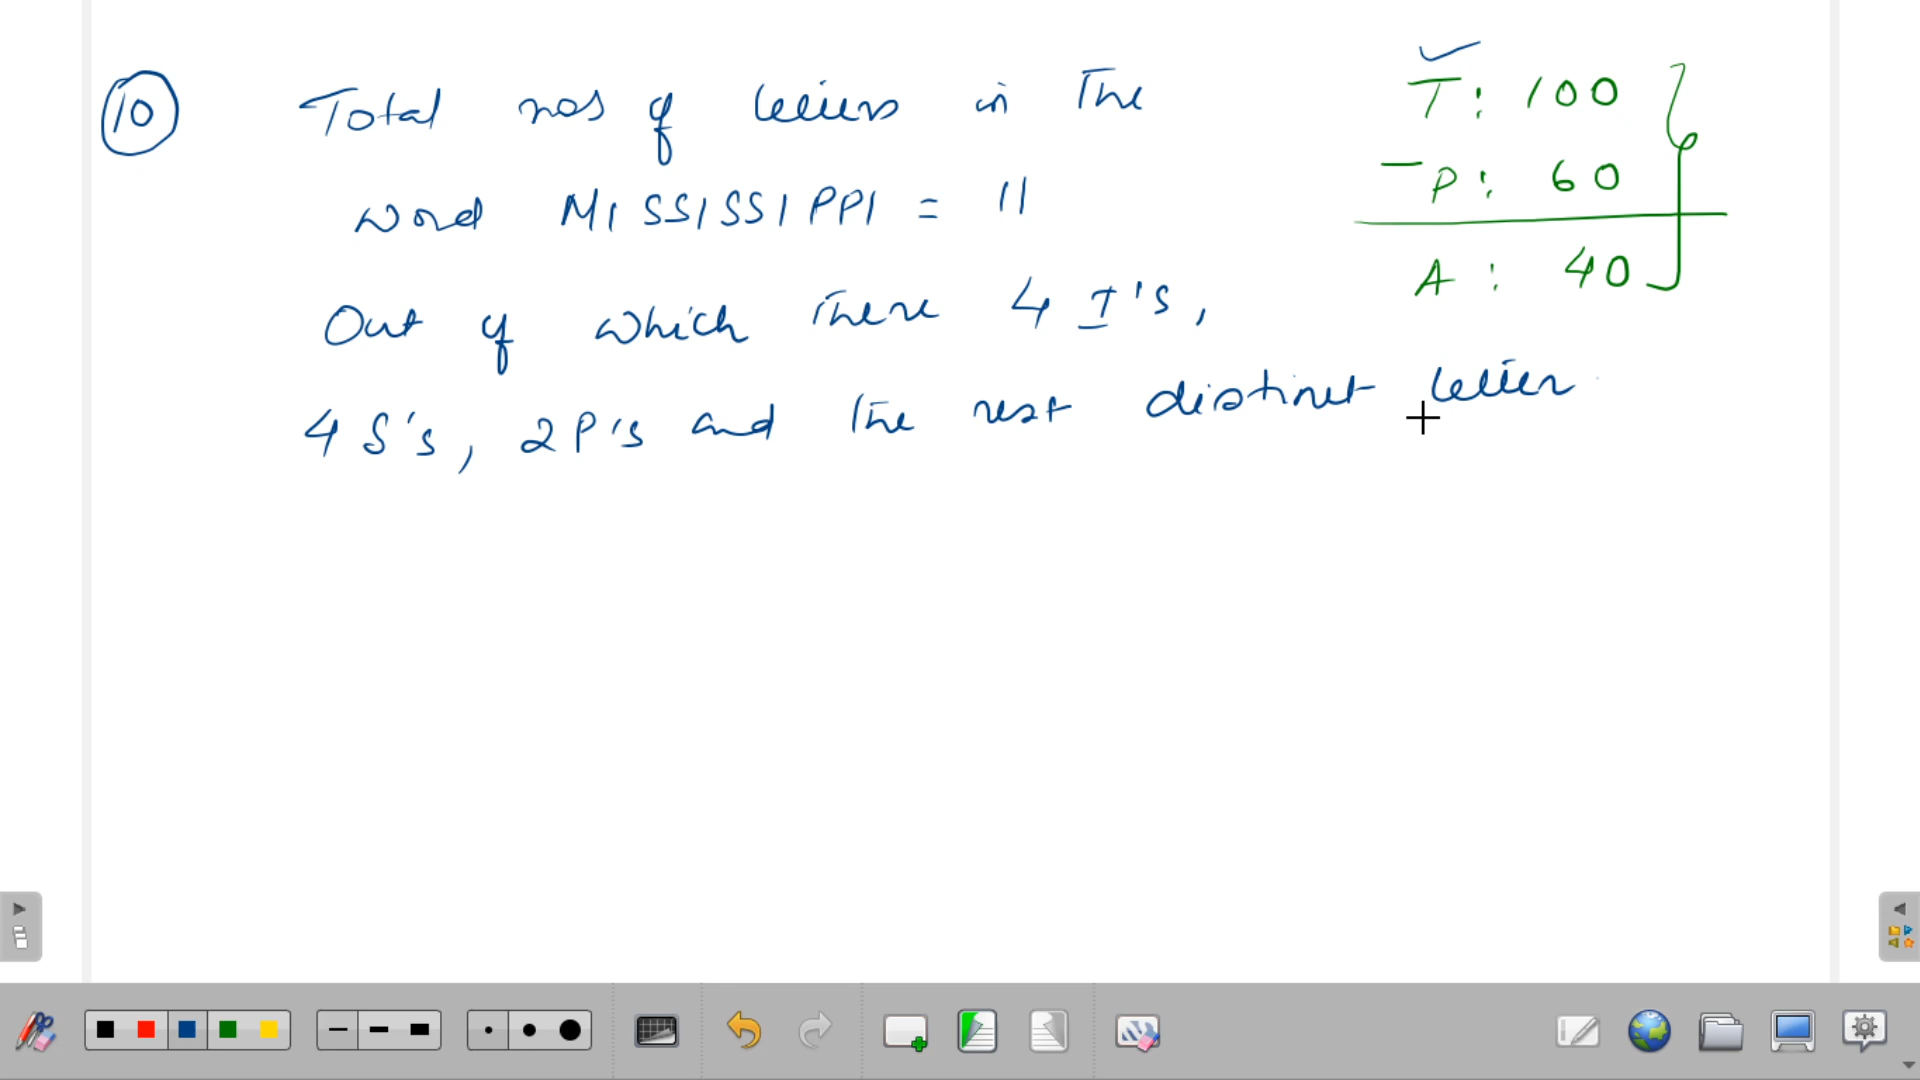 10 Total nos of letters in the
word MISSISSIPPI = 11
Out of which there 4 I's,
4 S's, 2P's and the rest distinct letter
T : 100
- P : 60
A : 40